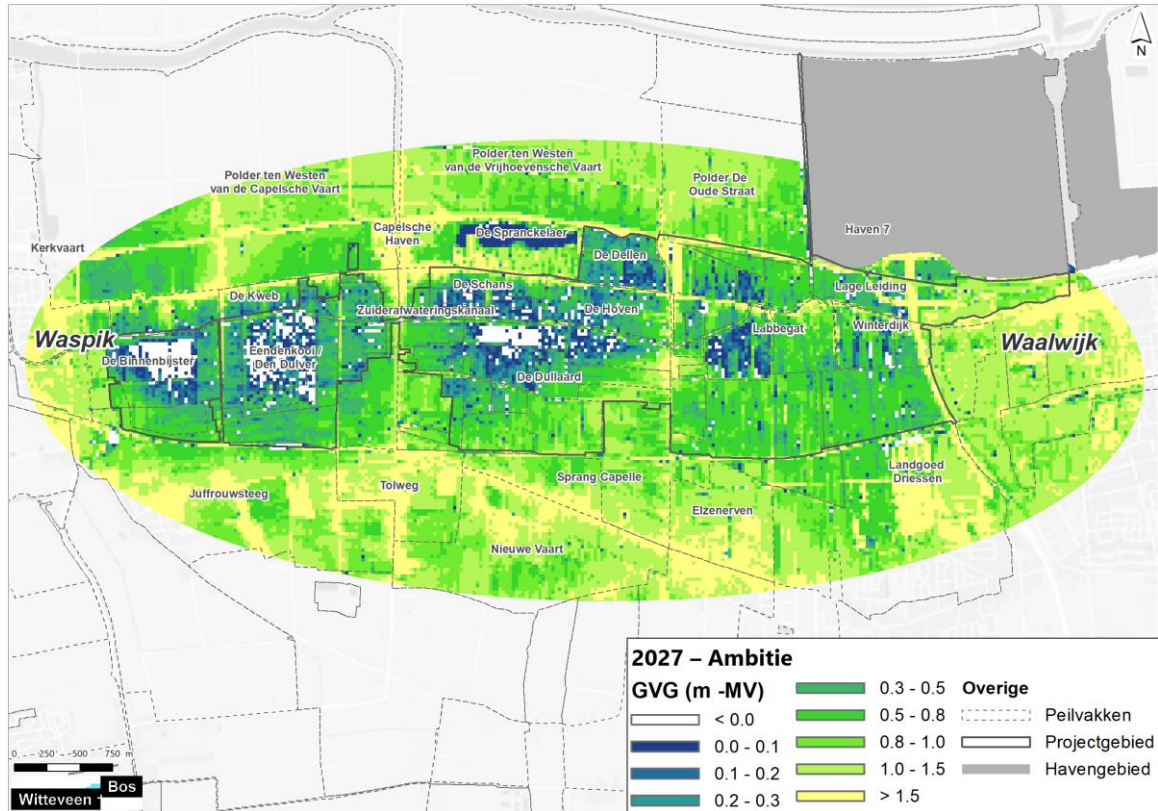 N
Polder ten Westen
van de Vrijhoevensche Vaart
Polder ten Westen
van de Capelsche Vaart
Polder De
Oude Straat
Kerkvaart
Capelsche
Haven
De Spranckelaer
Haven 7
De Dellen
De Schans
Lage Leiding
De Kweb
Zuiderafwateringskanaal
De Hoven
Labbegat
Winterdijk
Waspik
Waalwijk
De Binnenbijster
Eendenkooi /
Den Dulver
De Dullaard
Landgoed
Driessen
Juffrouwsteeg
Tolweg
Sprang Capelle
Elzenerven
Nieuwe Vaart
2027 – Ambitie
GVG (m -MV)
< 0.0
0.0 - 0.1
0.1 - 0.2
0.2 - 0.3
0.3 - 0.5
0.5 - 0.8
0.8 - 1.0
1.0 - 1.5
> 1.5
Overige
Peilvakken
Projectgebied
Havengebied
0 250 500 750 m
Witteveen + Bos